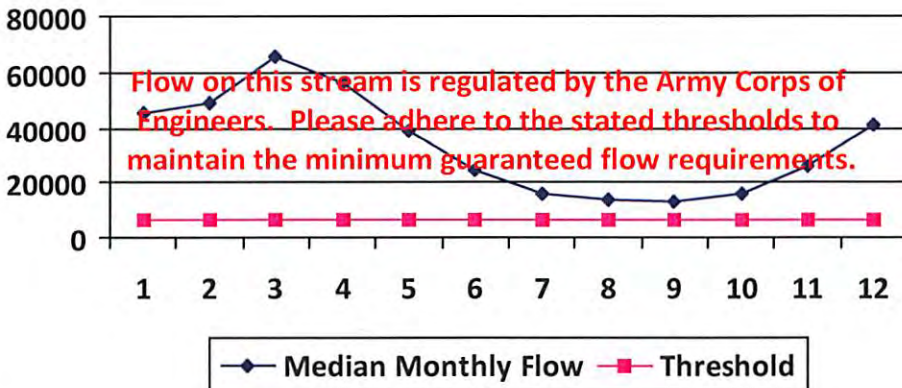 80000
60000
40000
20000
0
Flow on this stream is regulated by the Army Corps of
Engineers. Please adhere to the stated thresholds to
maintain the minimum guaranteed flow requirements.
1 2 3 4 5 6 7 8 9 10 11 12
Median Monthly Flow Threshold